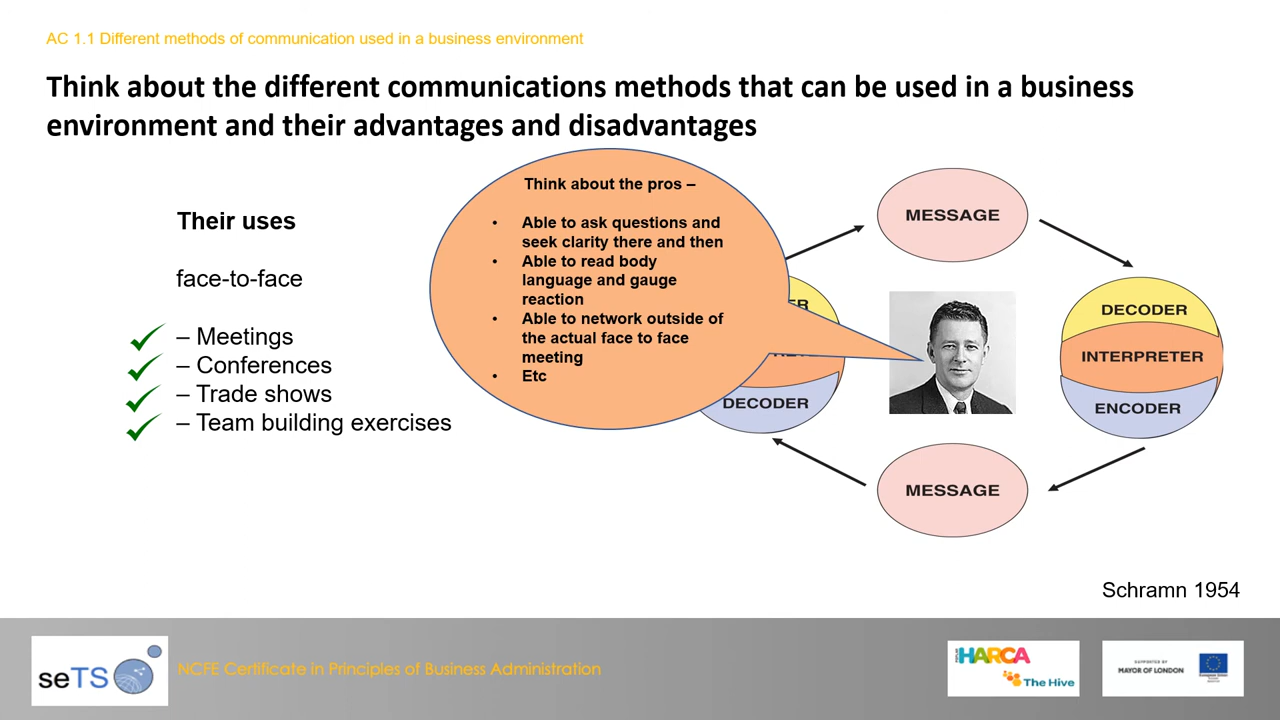 AC 1.1 Different methods of communication used in a business environment
Think about the different communications methods that can be used in a business
environment and their advantages and disadvantages
Their uses
face-to-face
– Meetings
– Conferences
– Trade shows
– Team building exercises
Think about the pros –
• Able to ask questions and
seek clarity there and then
• Able to read body
language and gauge
reaction
• Able to network outside of
the actual face to face
meeting
• Etc
MESSAGE
DECODER
INTERPRETER
ENCODER
DECODER
MESSAGE
Schramn 1954
seTS
NCFE Certificate in Principles of Business Administration
HARCA
The Hive
SUPPORTED BY
MAYOR OF LONDON
European Union